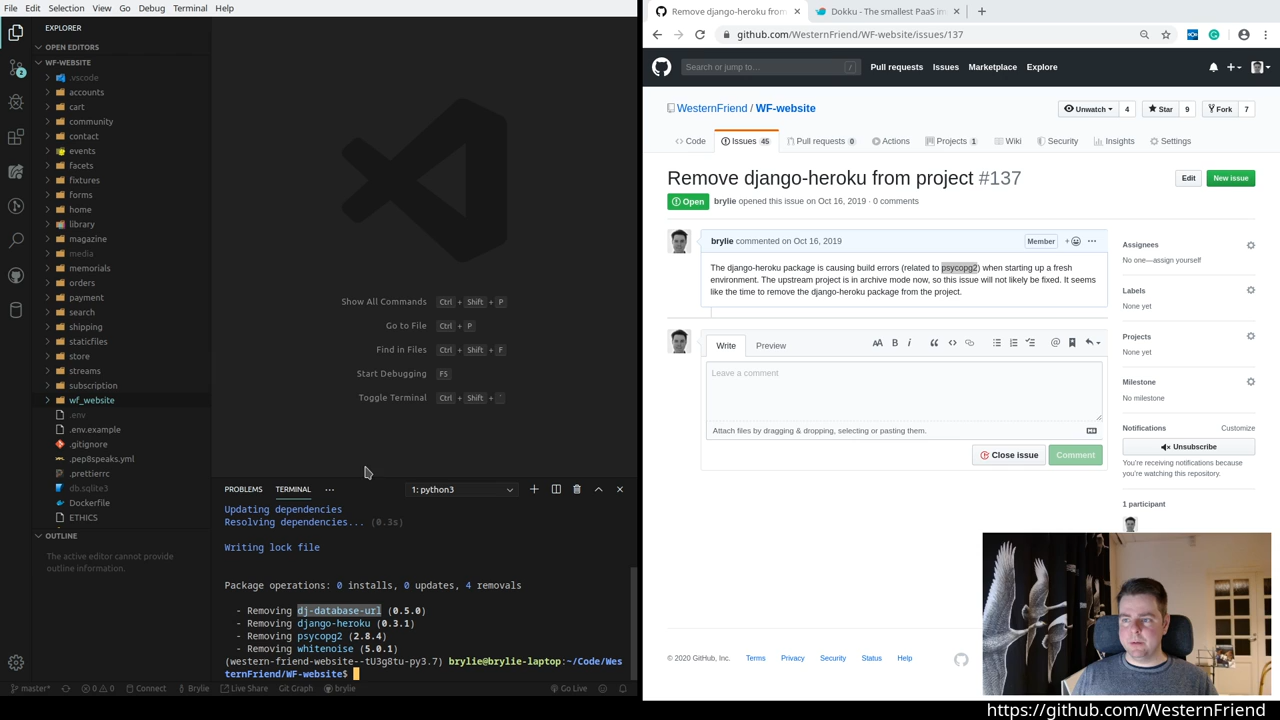 File Edit Selection View Go Debug Terminal Help
EXPLORER
OPEN EDITORS
WF-WEBSITE
.vscode
accounts
cart
community
contact
events
facets
fixtures
forms
home
library
magazine
media
memorials
orders
payment
search
shipping
staticfiles
store
streams
subscription
wf_website
.env
.env.example
.gitignore
.pep8speaks.yml
.prettierrc
db.sqlite3
Dockerfile
ETHICS
OUTLINE
The active editor cannot provide
outline information.
2
Show All Commands Ctrl + Shift + P
Go to File Ctrl + P
Find in Files Ctrl + Shift + F
Start Debugging F5
Toggle Terminal Ctrl + Shift + `
PROBLEMS TERMINAL ··· 1: python3
Updating dependencies
Resolving dependencies... (0.3s)
Writing lock file
Package operations: 0 installs, 0 updates, 4 removals
- Removing dj-database-url (0.5.0)
- Removing django-heroku (0.3.1)
- Removing psycopg2 (2.8.4)
- Removing whitenoise (5.0.1)
(western-friend-website--tU3g8tu-py3.7) brylie@brylie-laptop:~/Code/Wes
ternFriend/WF-website$
master* 0 0 Connect Brylie Live Share Git Graph brylie Go Live
Remove django-heroku from Dokku - The smallest PaaS im
github.com/WesternFriend/WF-website/issues/137
Search or jump to... / Pull requests Issues Marketplace Explore
WesternFriend / WF-website Unwatch 4 Star 9 Fork 7
Code Issues 45 Pull requests 0 Actions Projects 1 Wiki Security Insights Settings
Remove django-heroku from project #137 Edit New issue
Open brylie opened this issue on Oct 16, 2019 · 0 comments
brylie commented on Oct 16, 2019 Member
The django-heroku package is causing build errors (related to psycopg2) when starting up a fresh
environment. The upstream project is in archive mode now, so this issue will not likely be fixed. It seems
like the time to remove the django-heroku package from the project.
Write Preview
Leave a comment
Attach files by dragging & dropping, selecting or pasting them.
Close issue Comment
Assignees
No one—assign yourself
Labels
None yet
Projects
None yet
Milestone
No milestone
Notifications Customize
Unsubscribe
You're receiving notifications because
you're watching this repository.
1 participant
© 2020 GitHub, Inc. Terms Privacy Security Status Help
https://github.com/WesternFriend